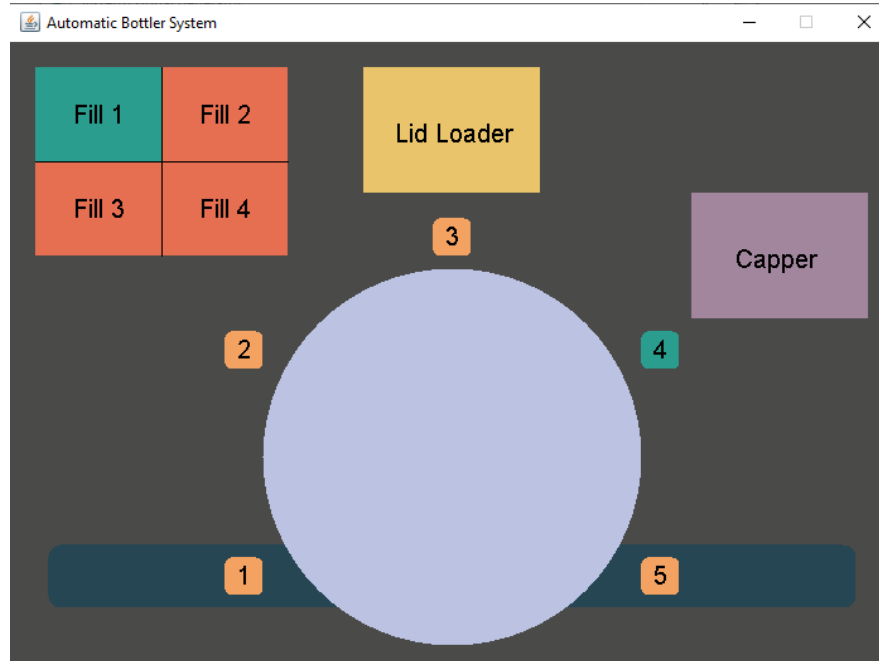 Automatic Bottler System
Fill 1
Fill 2
Lid Loader
Fill 3
Fill 4
3
Capper
2
4
1
5